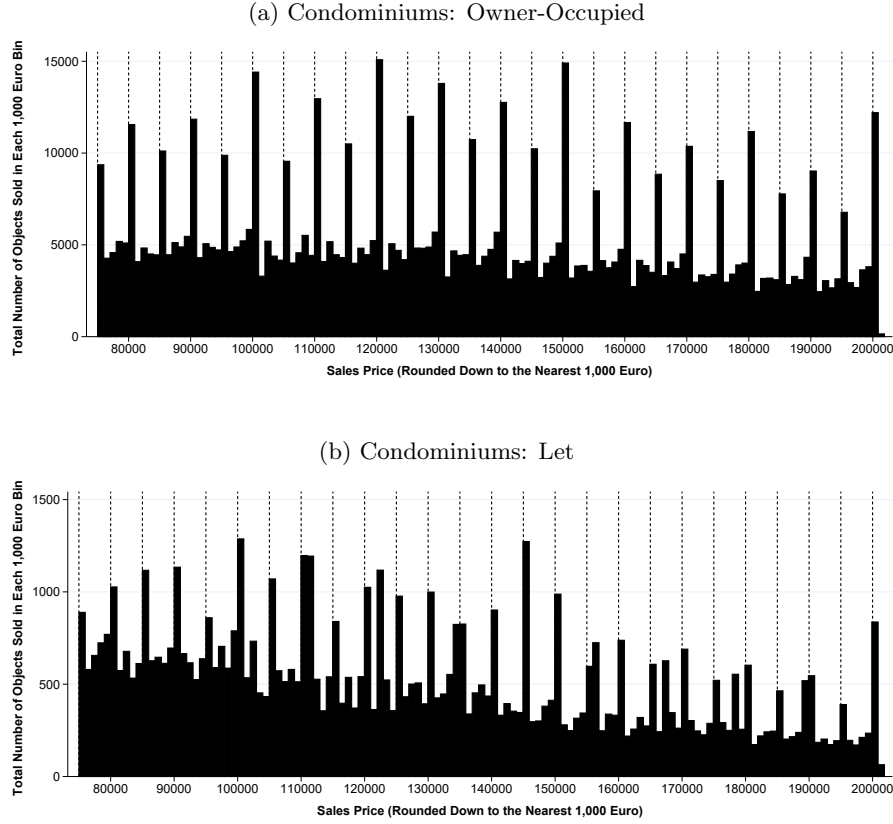 (a) Condominiums: Owner-Occupied
Total Number of Objects Sold in Each 1,000 Euro Bin
15000
10000
5000
0
80000 90000 100000 110000 120000 130000 140000 150000 160000 170000 180000 190000 200000
Sales Price (Rounded Down to the Nearest 1,000 Euro)
(b) Condominiums: Let
Total Number of Objects Sold in Each 1,000 Euro Bin
1500
1000
500
0
80000 90000 100000 110000 120000 130000 140000 150000 160000 170000 180000 190000 200000
Sales Price (Rounded Down to the Nearest 1,000 Euro)